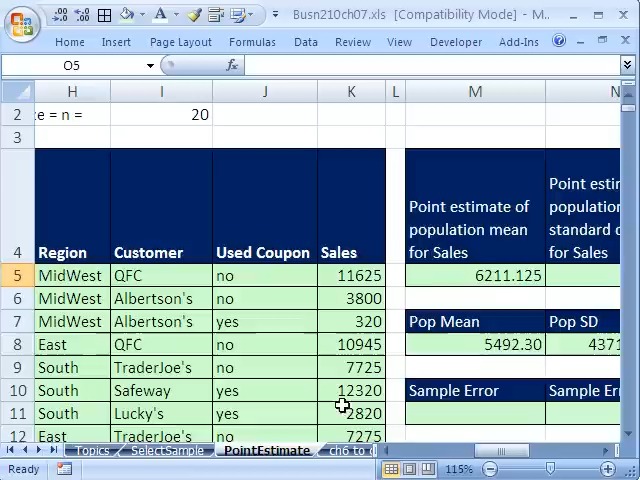 Busn210ch07.xls [Compatibility Mode] - M...
Home Insert Page Layout Formulas Data Review View Developer Add-Ins
O5 fx
H I J K L M N
2 ce = n = 20
3
4 Region Customer Used Coupon Sales
Point estimate of
population mean
for Sales
Point estir
population
standard d
for Sales
5 MidWest QFC no 11625 6211.125
6 MidWest Albertson's no 3800
7 MidWest Albertson's yes 320 Pop Mean Pop SD
8 East QFC no 10945 5492.30 4371
9 South TraderJoe's no 7725
10 South Safeway yes 12320 Sample Error Sample Er
11 South Lucky's yes 2820
12 East TraderJoe's no 7275
Topics SelectSample PointEstimate ch6 to c
Ready 115%